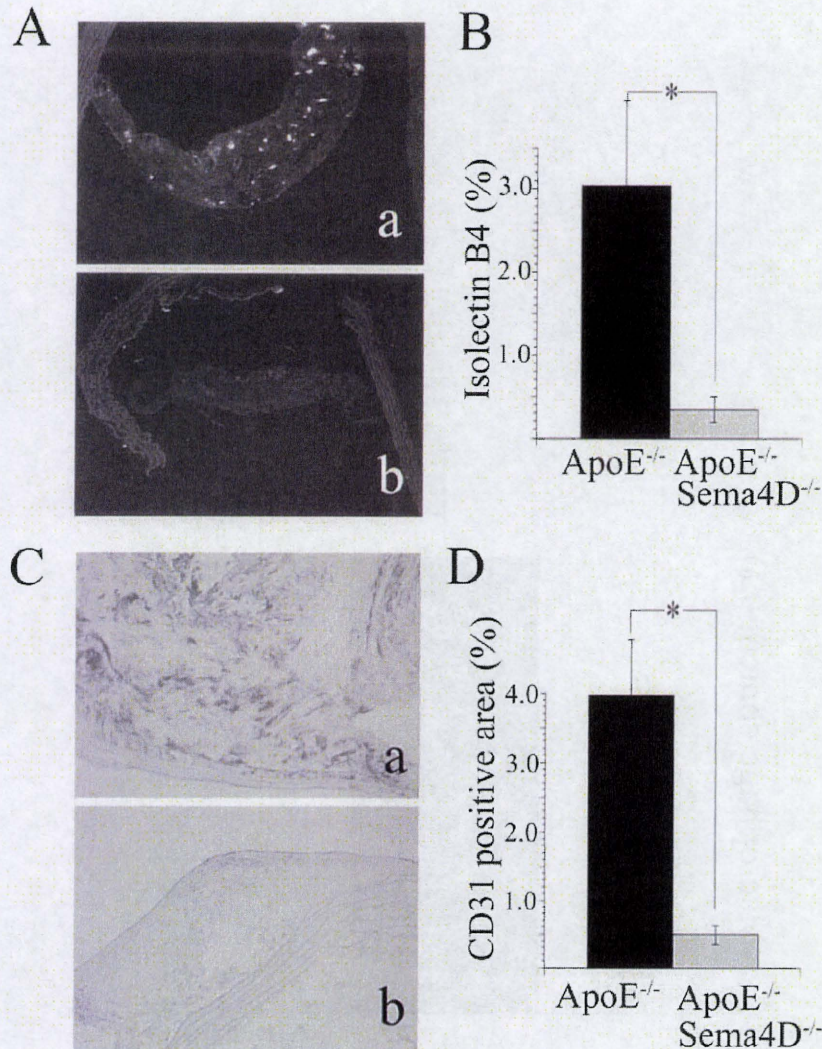 A
a
b
B
*
Isolectin B4 (%)
3.0
2.0
1.0
ApoE-/- ApoE-/-
Sema4D-/-
C
a
b
D
*
CD31 positive area (%)
4.0
3.0
2.0
1.0
ApoE-/- ApoE-/-
Sema4D-/-